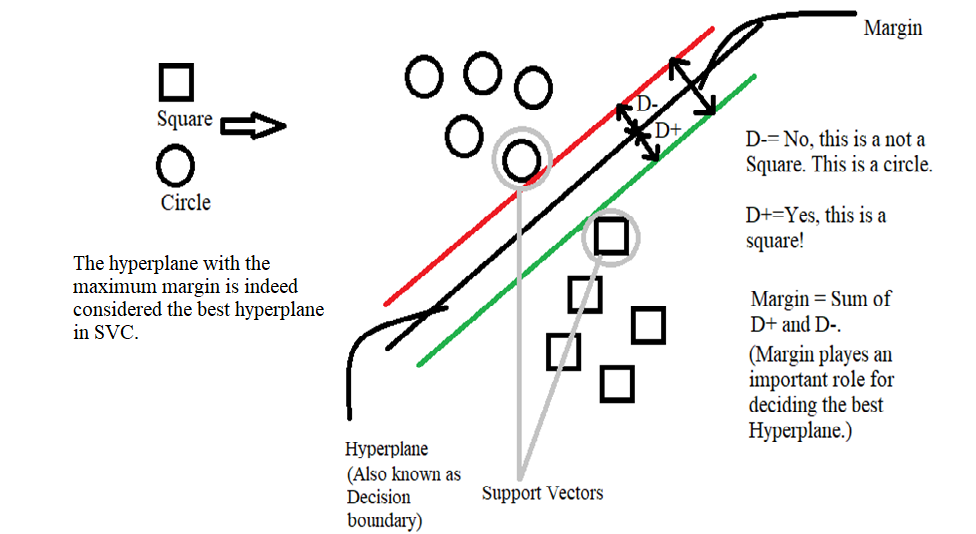 Square
Circle
The hyperplane with the
maximum margin is indeed
considered the best hyperplane
in SVC.
D-
D+
Margin
D-= No, this is a not a
Square. This is a circle.
D+=Yes, this is a
square!
Margin = Sum of
D+ and D-.
(Margin playes an
important role for
deciding the best
Hyperplane.)
Hyperplane
(Also known as
Decision
boundary)
Support Vectors